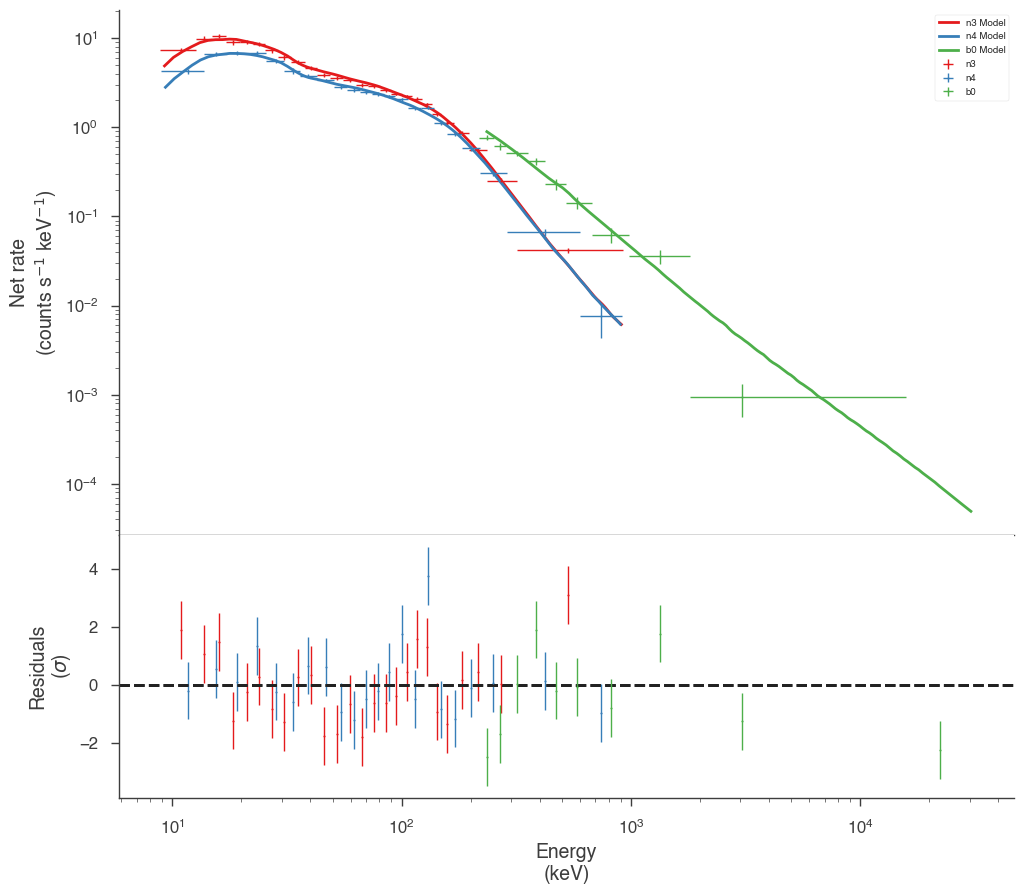 n3 Model
n4 Model
b0 Model
n3
n4
b0
10¹
10⁰
10⁻¹
10⁻²
10⁻³
10⁻⁴
Net rate
(counts s⁻¹ keV⁻¹)
4
2
0
−2
Residuals
(σ)
10¹ 10² 10³ 10⁴
Energy
(keV)